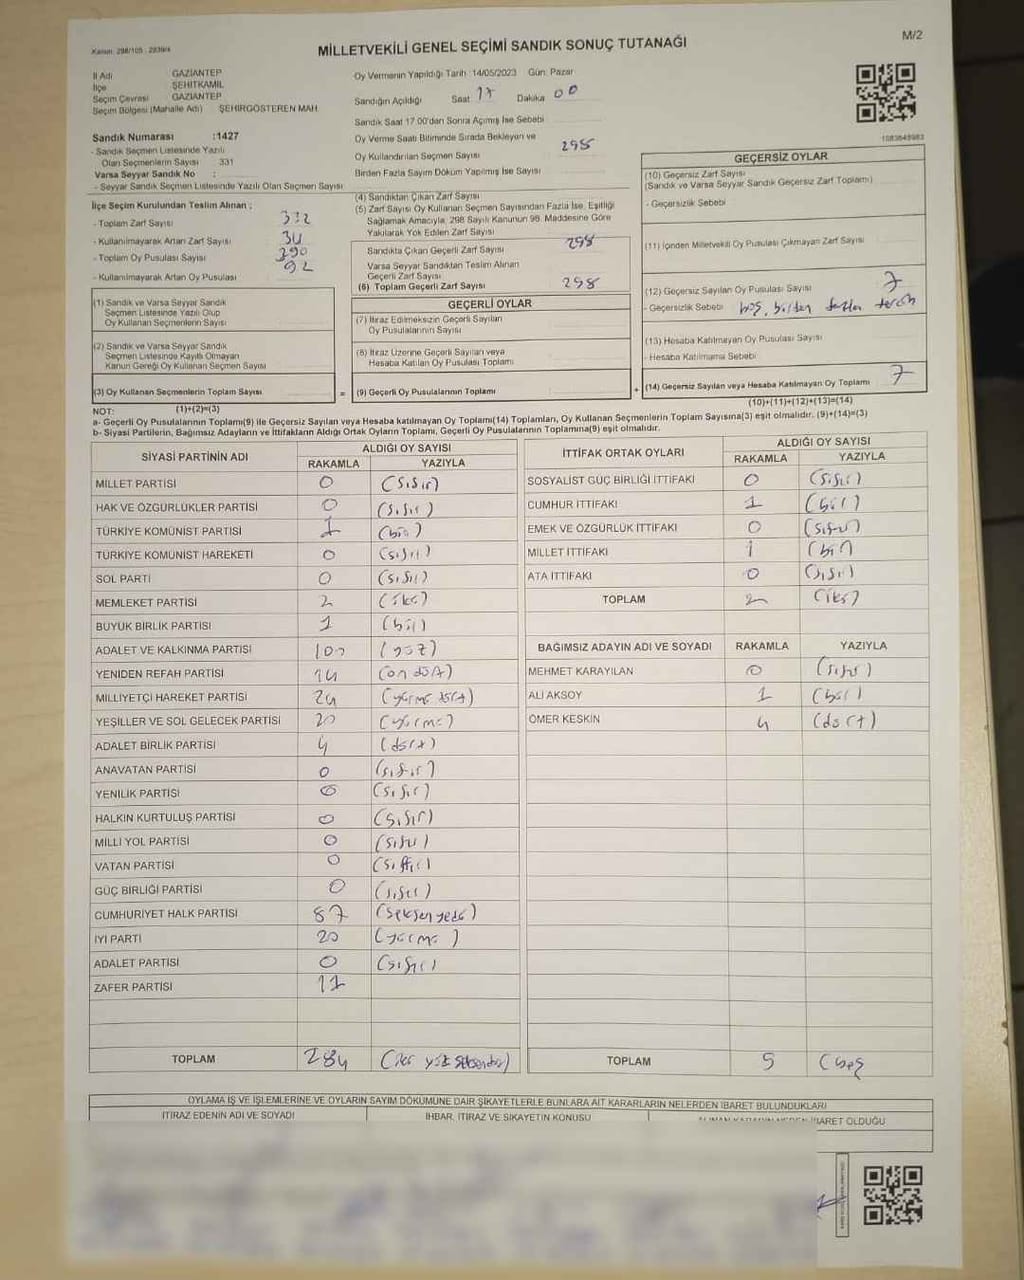 Kanun: 298/105 - 2839/4
MİLLETVEKİLİ GENEL SEÇİMİ SANDIK SONUÇ TUTANAĞI
M/2
İl Adı GAZİANTEP
İlçe ŞEHİTKAMİL
Seçim Çevresi GAZİANTEP
Seçim Bölgesi (Mahalle Adı) ŞEHİRGÖSTEREN MAH.
Sandık Numarası :1427
- Sandık Seçmen Listesinde Yazılı
Olan Seçmenlerin Sayısı 331
Varsa Seyyar Sandık No :
- Seyyar Sandık Seçmen Listesinde Yazılı Olan Seçmen Sayısı
Oy Vermenin Yapıldığı Tarih :14/05/2023 Gün: Pazar
Sandığın Açıldığı Saat 17 Dakika 00
Sandık Saat 17.00'dan Sonra Açılmış İse Sebebi
Oy Verme Saati Bitiminde Sırada Bekleyen ve
Oy Kullandırılan Seçmen Sayısı 295
Birden Fazla Sayım Döküm Yapılmış İse Sayısı
1083648983
İlçe Seçim Kurulundan Teslim Alınan :
- Toplam Zarf Sayısı 332
- Kullanılmayarak Artan Zarf Sayısı 34
- Toplam Oy Pusulası 290
- Kullanılmayarak Artan Oy Pusulası 92
(4) Sandıktan Çıkan Zarf Sayısı
(5) Zarf Sayısı Oy Kullanan Seçmen Sayısından Fazla İse, Eşitliği
Sağlamak Amacıyla, 298 Sayılı Kanunun 98. Maddesine Göre
Yakılarak Yok Edilen Zarf Sayısı
Sandıkta Çıkan Geçerli Zarf Sayısı 298
Varsa Seyyar Sandıktan Teslim Alınan
Geçerli Zarf Sayısı
(6) Toplam Geçerli Zarf Sayısı 298
GEÇERSİZ OYLAR
(10) Geçersiz Zarf Sayısı
(Sandık ve Varsa Seyyar Sandık Geçersiz Zarf Toplamı)
- Geçersizlik Sebebi
(11) İçinden Milletvekili Oy Pusulası Çıkmayan Zarf Sayısı
(12) Geçersiz Sayılan Oy Pusulası Sayısı 7
- Geçersizlik Sebebi boş, birden fazla tercih
(13) Hesaba Katılmayan Oy Pusulası Sayısı
- Hesaba Katılmama Sebebi
(14) Geçersiz Sayılan veya Hesaba Katılmayan Oy Toplamı 7
(10)+(11)+(12)+(13)=(14)
(1) Sandık ve Varsa Seyyar Sandık
Seçmen Listesinde Yazılı Olup
Oy Kullanan Seçmenlerin Sayısı
(2) Sandık ve Varsa Seyyar Sandık
Seçmen Listesinde Kayıtlı Olmayan
Kanun Gereği Oy Kullanan Seçmen Sayısı
(3) Oy Kullanan Seçmenlerin Toplam Sayısı
(1)+(2)=(3)
GEÇERLİ OYLAR
(7) İtiraz Edilmeksizin Geçerli Sayılan
Oy Pusulalarının Sayısı
(8) İtiraz Üzerine Geçerli Sayılan veya
Hesaba Katılan Oy Pusulası Toplamı
= (9) Geçerli Oy Pusulalarının Toplamı +
NOT:
a- Geçerli Oy Pusulası Toplamı(9) ile Geçersiz Sayılan veya Hesaba Katılmayan Oy Toplamı(14) Toplamları, Oy Kullanan Seçmenlerin Toplam Sayısına(3) eşit olmalıdır. (9)+(14)=(3)
b- Siyasi Partilerin, Bağımsız Adayların ve İttifakların Aldığı Ortak Oyların Toplamı, Geçerli Oy Pusulalarının Toplamına(9) eşit olmalıdır.
SİYASİ PARTİNİN ADI ALDIĞI OY SAYISI
RAKAMLA YAZIYLA
MİLLET PARTİSİ 0 (sıfır)
HAK VE ÖZGÜRLÜKLER PARTİSİ 0 (sıfır)
TÜRKİYE KOMÜNİST PARTİSİ 1 (bir)
TÜRKİYE KOMÜNİST HAREKETİ 0 (sıfır)
SOL PARTİ 0 (sıfır)
MEMLEKET PARTİSİ 2 (iki)
BÜYÜK BİRLİK PARTİSİ 1 (bir)
ADALET VE KALKINMA PARTİSİ 100 (yüz)
YENİDEN REFAH PARTİSİ 14 (on dört)
MİLLİYETÇİ HAREKET PARTİSİ 24 (yirmi dört)
YEŞİLLER VE SOL GELECEK PARTİSİ 20 (yirmi)
ADALET BİRLİK PARTİSİ 4 (dört)
ANAVATAN PARTİSİ 0 (sıfır)
YENİLİK PARTİSİ 0 (sıfır)
HALKIN KURTULUŞ PARTİSİ 0 (sıfır)
MİLLİ YOL PARTİSİ 0 (sıfır)
VATAN PARTİSİ 0 (sıfır)
GÜÇ BİRLİĞİ PARTİSİ 0 (sıfır)
CUMHURİYET HALK PARTİSİ 87 (seksen yedi)
İYİ PARTİ 20 (yirmi)
ADALET PARTİSİ 0 (sıfır)
ZAFER PARTİSİ 11
TOPLAM 284 (iki yüz seksendört)
İTTİFAK ORTAK OYLARI ALDIĞI OY SAYISI
RAKAMLA YAZIYLA
SOSYALİST GÜÇ BİRLİĞİ İTTİFAKI 0 (sıfır)
CUMHUR İTTİFAKI 1 (bir)
EMEK VE ÖZGÜRLÜK İTTİFAKI 0 (sıfır)
MİLLET İTTİFAKI 1 (bir)
ATA İTTİFAKI 0 (sıfır)
TOPLAM 2 (iki)
BAĞIMSIZ ADAYIN ADI VE SOYADI RAKAMLA YAZIYLA
MEHMET KARAYILAN 0 (sıfır)
ALİ AKSOY 1 (bir)
ÖMER KESKİN 4 (dört)
TOPLAM 5 (beş
OYLAMA İŞ VE İŞLEMLERİNE VE OYLARIN SAYIM DÖKÜMÜNE DAİR ŞİKAYETLERLE BUNLARA AİT KARARLARIN NELERDEN İBARET BULUNDUKLARI
İTİRAZ EDENİN ADI VE SOYADI İHBAR, İTİRAZ VE ŞİKAYETİN KONUSU İBARET OLDUĞU